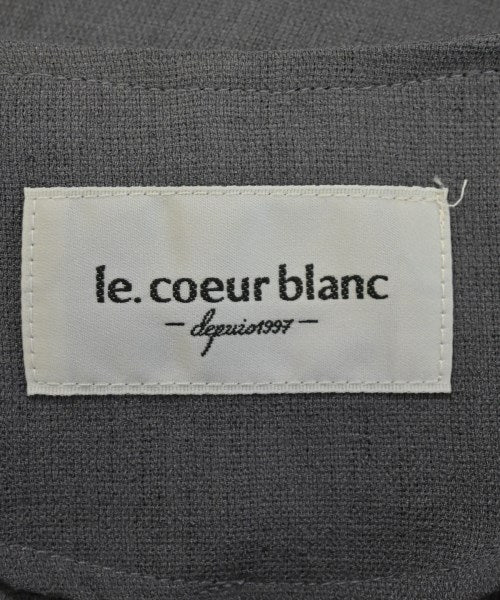 le. coeur blanc
– depuis1997 –